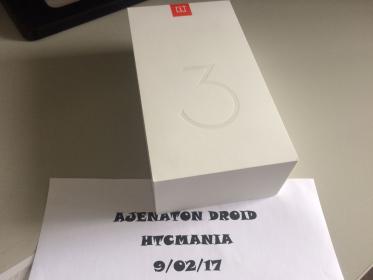 3
AJENATON DROID
HTCMANIA
9/02/17